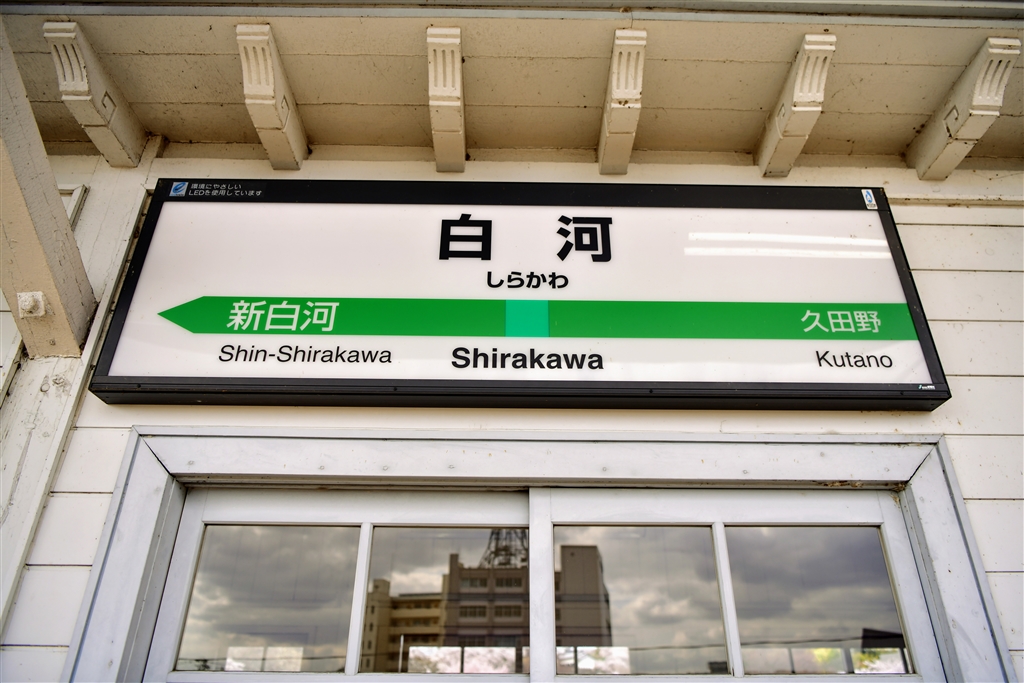 環境にやさしい
LEDを使用しています
白河
しらかわ
新白河 久田野
Shin-Shirakawa Shirakawa Kutano